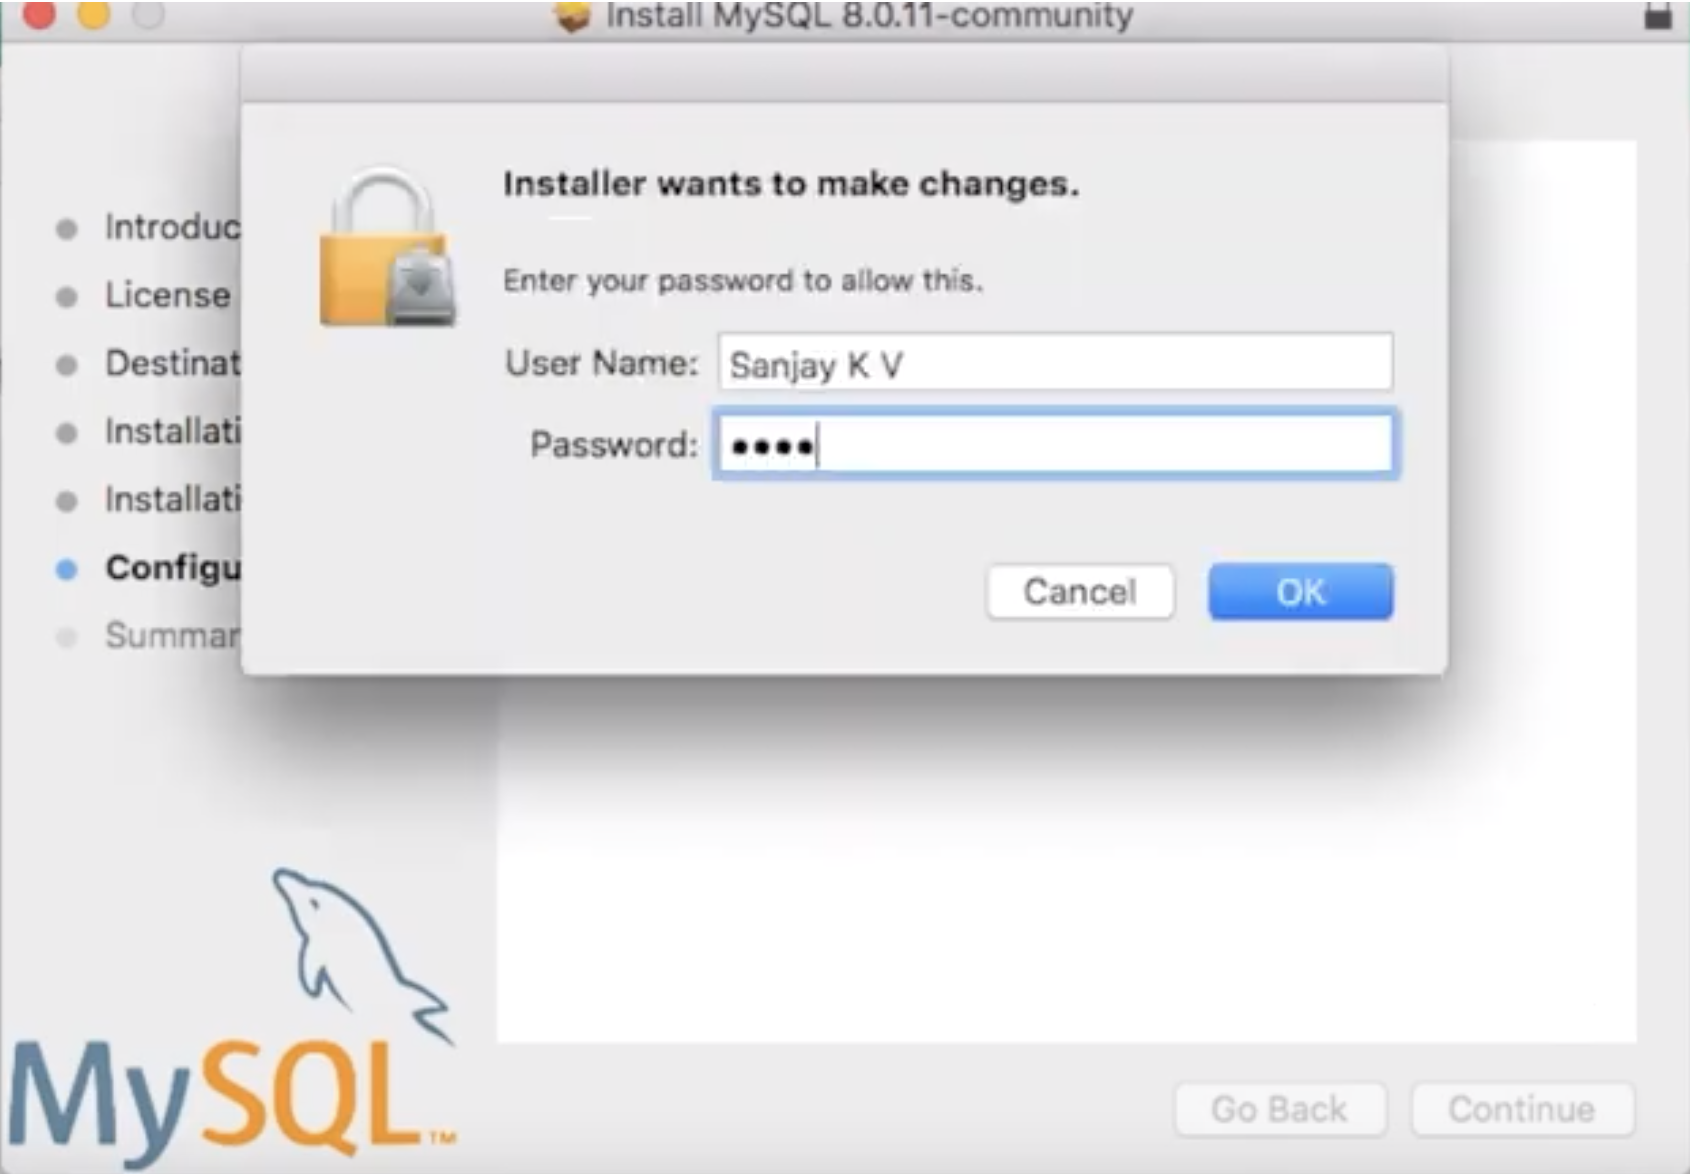 Install MySQL 8.0.11-community
Installer wants to make changes.
Enter your password to allow this.
User Name: Sanjay K V
Password: ••••
Cancel OK
Introduc
License
Destinat
Installati
Installati
Configu
Summar
MySQL™
Go Back Continue